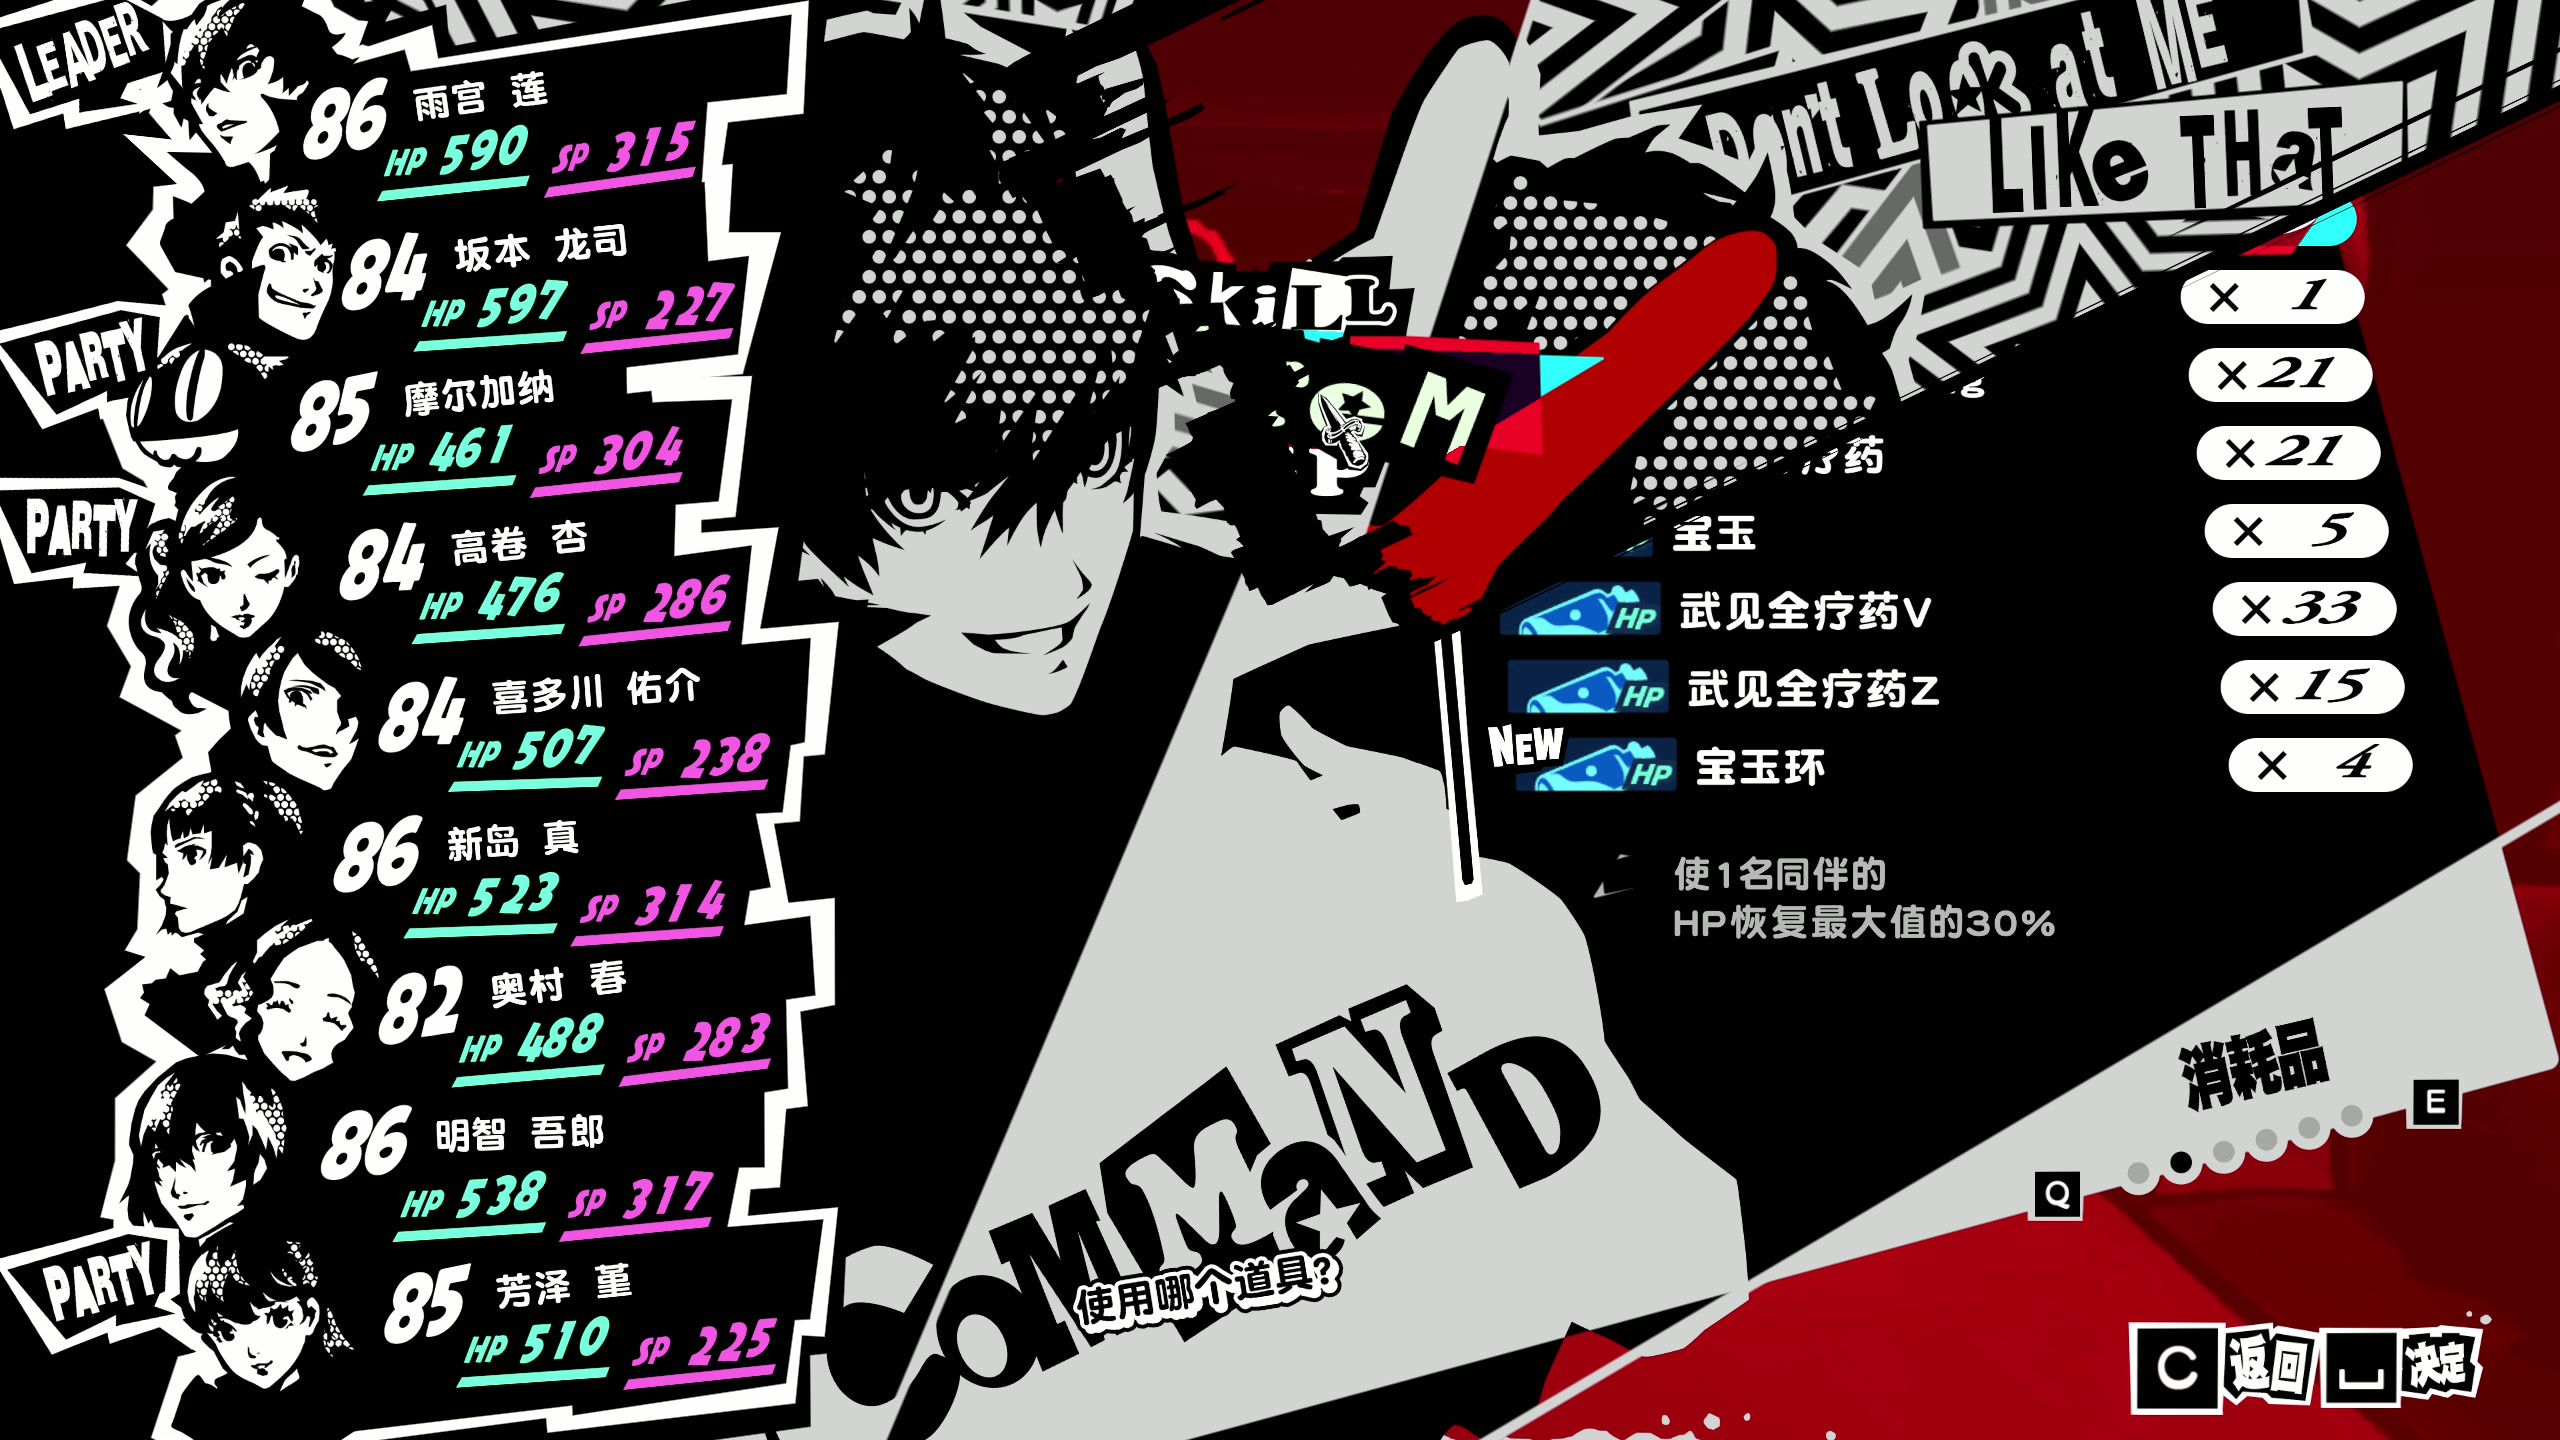 LEADER
86 雨宫 莲
HP 590 SP 315
84 坂本 龙司
HP 597 SP 227
PARTY
85 摩尔加纳
HP 461 SP 304
PARTY
84 高卷 杏
HP 476 SP 286
84 喜多川 佑介
HP 507 SP 238
86 新岛 真
HP 523 SP 314
82 奥村 春
HP 488 SP 283
86 明智 吾郎
HP 538 SP 317
PARTY
85 芳泽 堇
HP 510 SP 225
Dont Look at ME
LIKe THaT
SkiLL
eM
P
× 1
g × 21
疗药 × 21
宝玉 × 5
HP 武见全疗药V × 33
HP 武见全疗药Z × 15
NEW HP 宝玉环 × 4
使1名同伴的
HP恢复最大值的30%
COMMaND
使用哪个道具?
消耗品
Q E
C 返回 决定